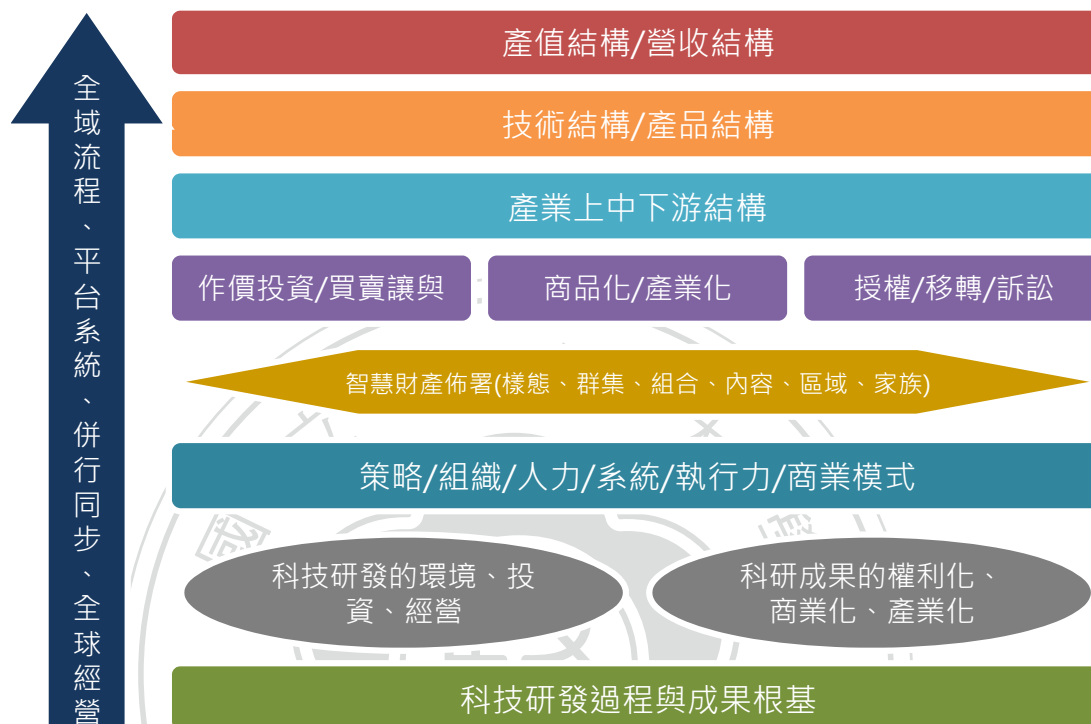 全域流程、平台系統、併行同步、全球經營
產值結構/營收結構
技術結構/產品結構
產業上中下游結構
作價投資/買賣讓與
商品化/產業化
授權/移轉/訴訟
智慧財產佈署(樣態、群集、組合、內容、區域、家族)
策略/組織/人力/系統/執行力/商業模式
科技研發的環境、投
資、經營
科研成果的權利化、
商業化、產業化
科技研發過程與成果根基